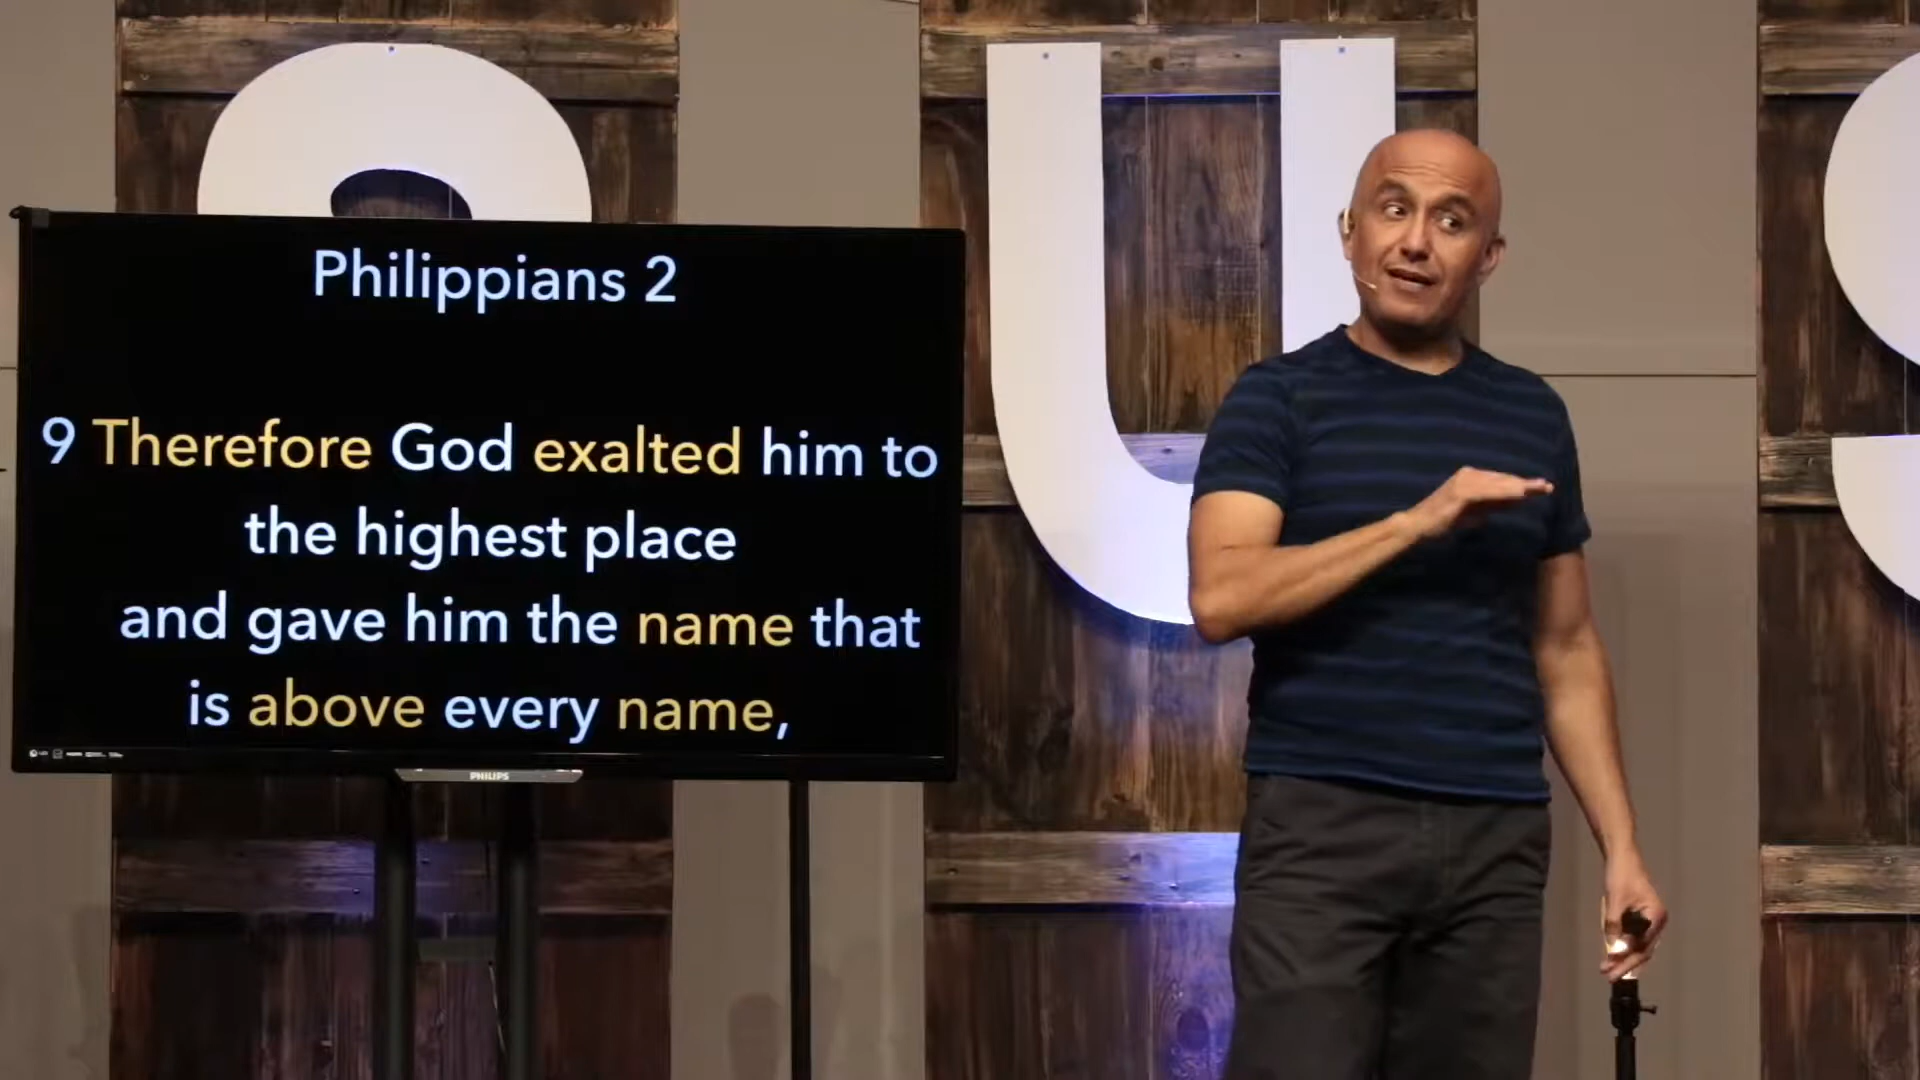 Philippians 2
9 Therefore God exalted him to
the highest place
and gave him the name that
is above every name,
PHILIPS
U